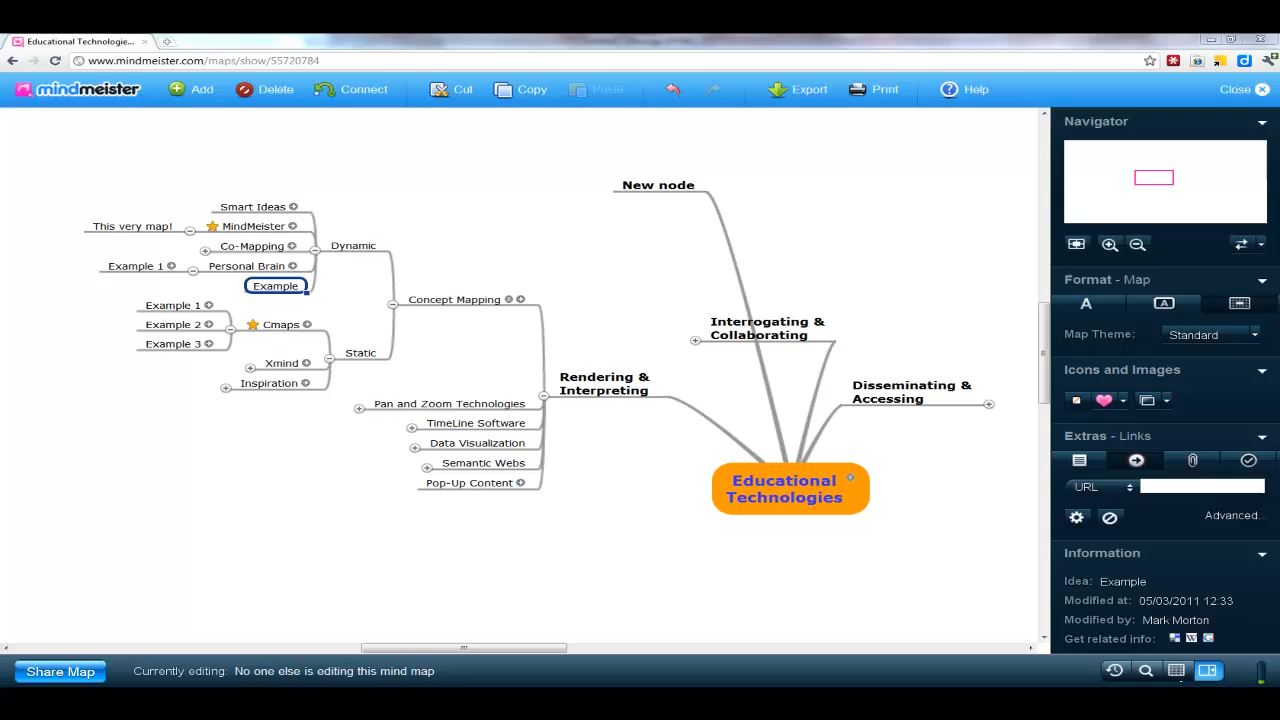 Educational Technologie...
www.mindmeister.com/maps/show/55720784
mindmeister
Add
Delete
Connect
Cut
Copy
Paste
Export
Print
Help
Close
New node
Smart Ideas
This very map!
MindMeister
Co-Mapping
Example 1
Personal Brain
Example
Dynamic
Concept Mapping
Example 1
Example 2
Example 3
Cmaps
Static
Xmind
Inspiration
Interrogating &
Collaborating
Rendering &
Interpreting
Disseminating &
Accessing
Pan and Zoom Technologies
TimeLine Software
Data Visualization
Semantic Webs
Pop-Up Content
Educational
Technologies
Navigator
Format - Map
A
A
Map Theme:
Standard
Icons and Images
Extras - Links
URL
Advanced...
Information
Idea: Example
Modified at: 05/03/2011 12:33
Modified by: Mark Morton
Get related info:
W
Share Map
Currently editing: No one else is editing this mind map